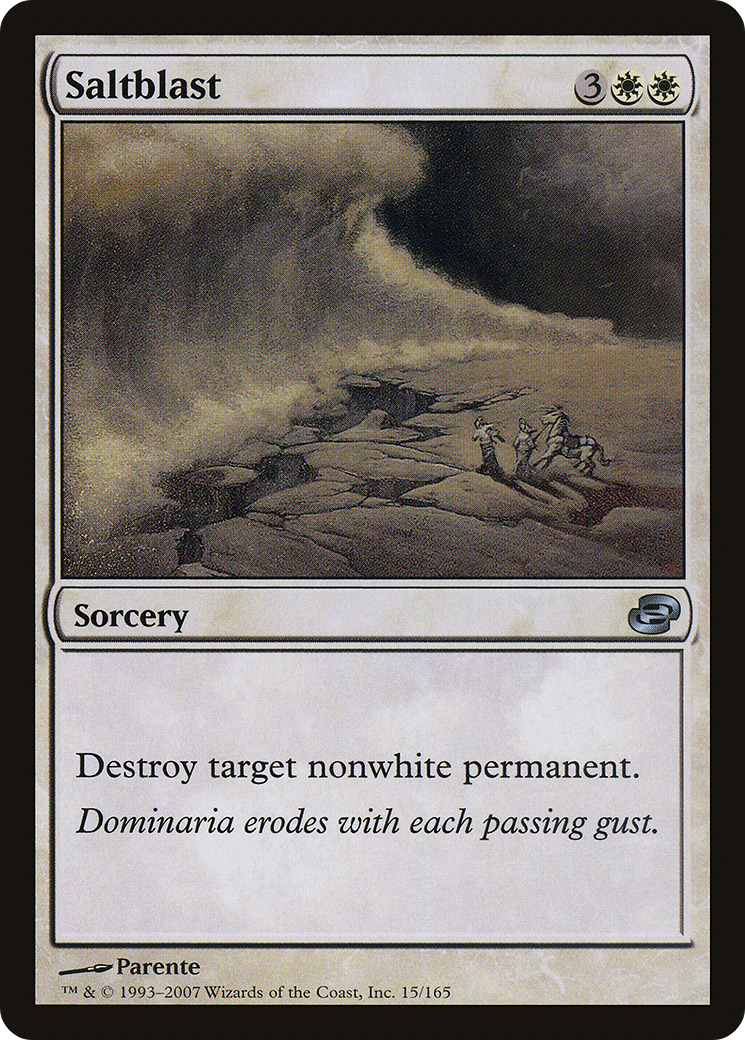 Saltblast 3
Sorcery
Destroy target nonwhite permanent.
Dominaria erodes with each passing gust.
Parente
™ & © 1993–2007 Wizards of the Coast, Inc. 15/165